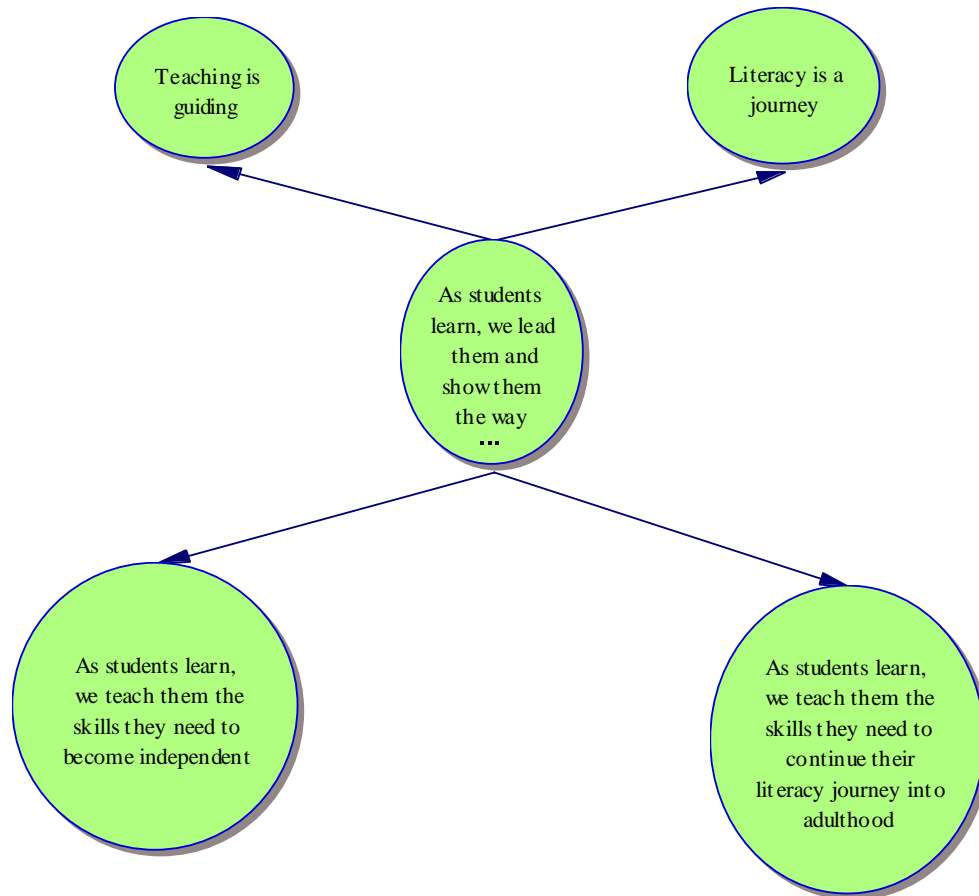 Teaching is
guiding
Literacy is a
journey
As students
learn, we lead
them and
show them
the way
...
As students learn,
we teach them the
skills they need to
become independent
As students learn,
we teach them the
skills they need to
continue their
literacy journey into
adulthood